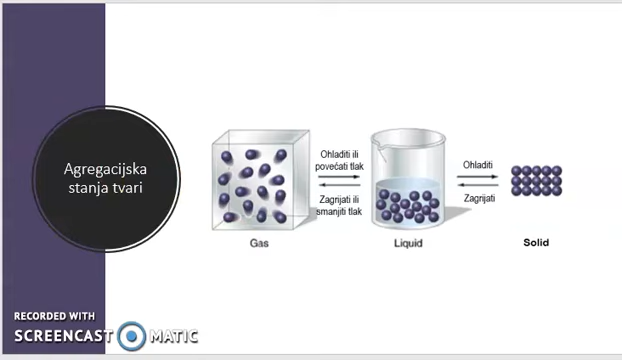 Agregacijska
stanja tvari
Ohladiti ili
povećati tlak
Zagrijati ili
smanjiti tlak
Ohladiti
Zagrijati
Gas
Liquid
Solid
RECORDED WITH
SCREENCAST MATIC